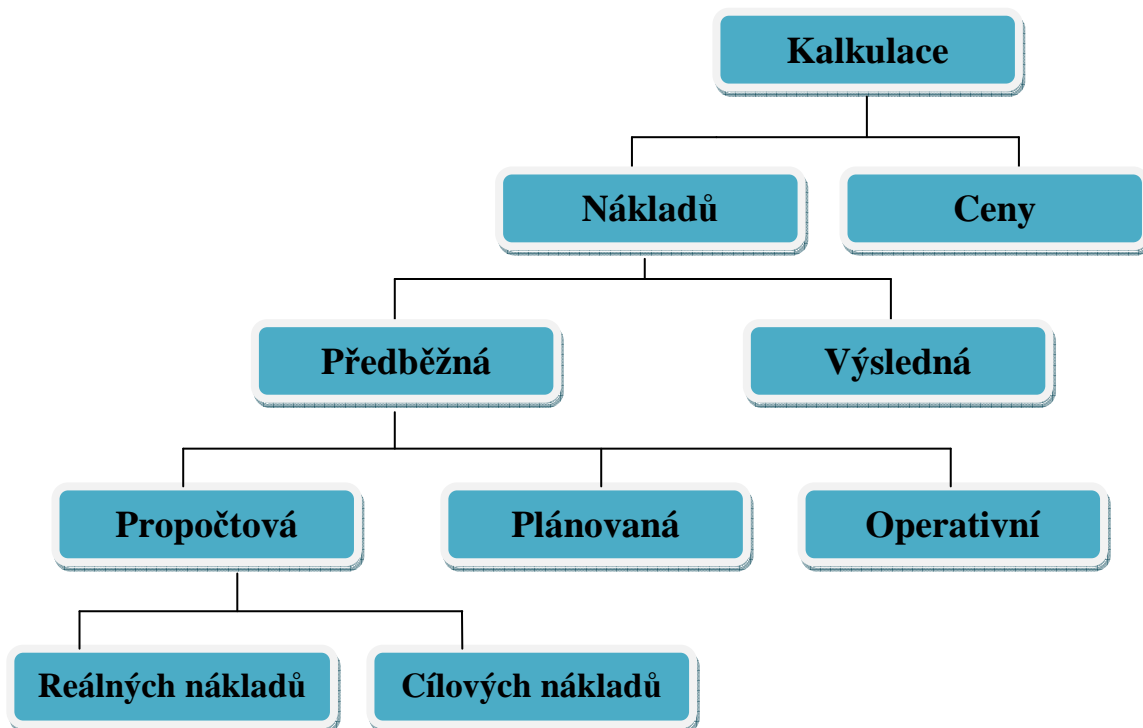 Kalkulace
Nákladů
Ceny
Předběžná
Výsledná
Propočtová
Plánovaná
Operativní
Reálných nákladů
Cílových nákladů